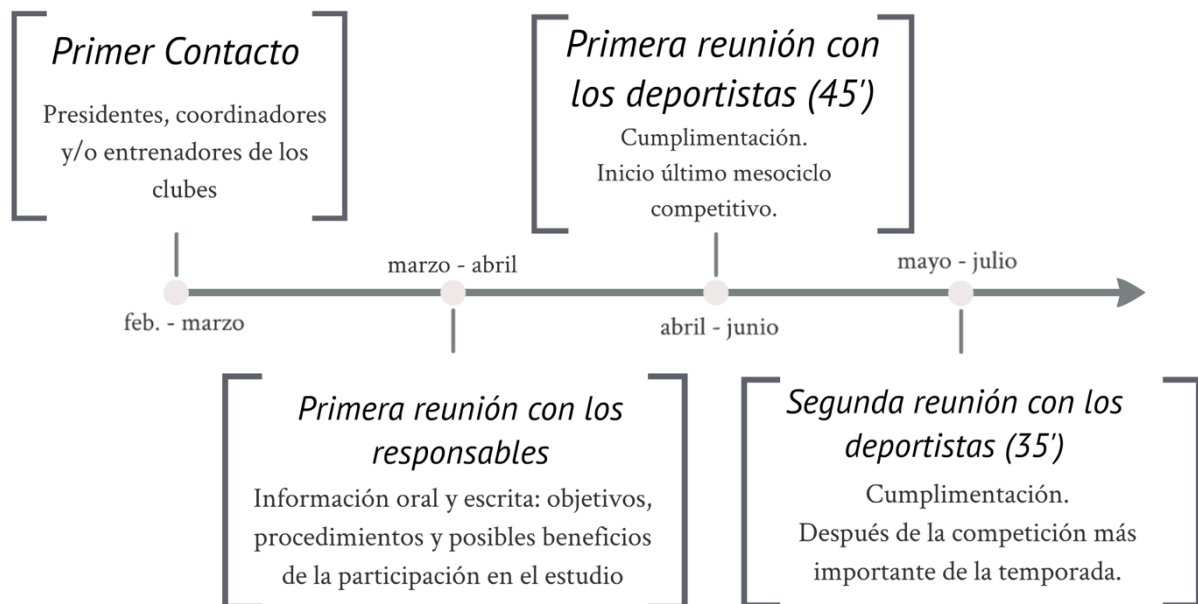 Primer Contacto
Presidentes, coordinadores
y/o entrenadores de los
clubes
feb. - marzo
marzo - abril
Primera reunión con los
responsables
Información oral y escrita: objetivos,
procedimientos y posibles beneficios
de la participación en el estudio
Primera reunión con
los deportistas (45')
Cumplimentación.
Inicio último mesociclo
competitivo.
abril - junio
mayo - julio
Segunda reunión con los
deportistas (35')
Cumplimentación.
Después de la competición más
importante de la temporada.